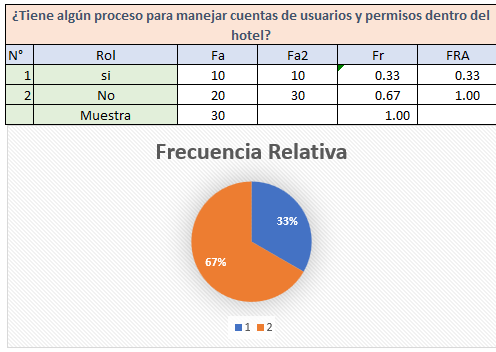 ¿Tiene algún proceso para manejar cuentas de usuarios y permisos dentro del
hotel?
N° Rol Fa Fa2 Fr FRA
1 si 10 10 0.33 0.33
2 No 20 30 0.67 1.00
Muestra 30 1.00
Frecuencia Relativa
33%
67%
1 2